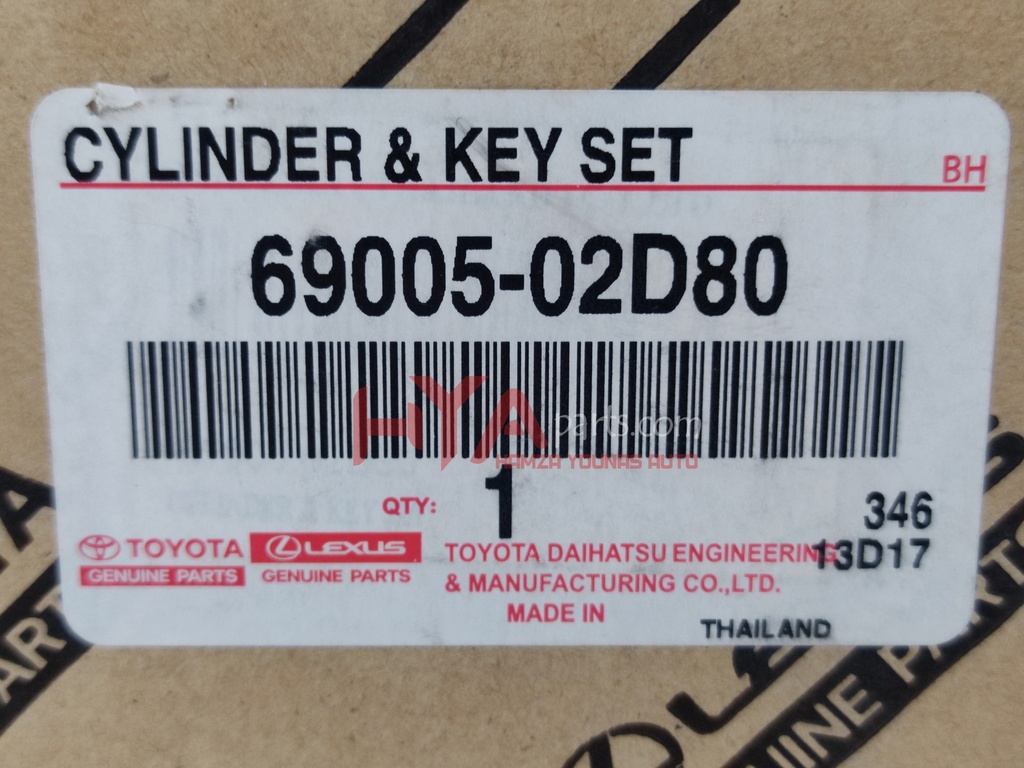 CYLINDER & KEY SET
BH
69005-02D80
HYA parts.com
HAMZA YOUNAS AUTO
QTY: 1
346
13D17
TOYOTA
GENUINE PARTS
LEXUS
GENUINE PARTS
TOYOTA DAIHATSU ENGINEERING
& MANUFACTURING CO.,LTD.
MADE IN
THAILAND